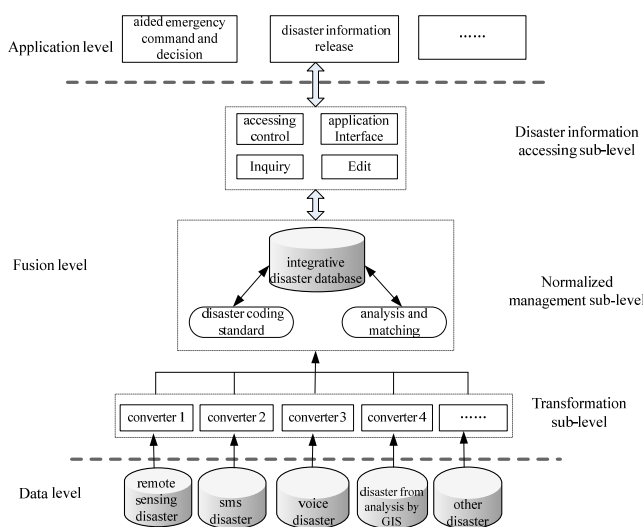 Application level
aided emergency
command and
decision
disaster information
release
……
accessing
control
application
Interface
Inquiry
Edit
Disaster information
accessing sub-level
Fusion level
integrative
disaster database
disaster coding
standard
analysis and
matching
Normalized
management sub-level
converter 1
converter 2
converter 3
converter 4
……
Transformation
sub-level
Data level
remote
sensing
disaster
sms
disaster
voice
disaster
disaster from
analysis by
GIS
other
disaster